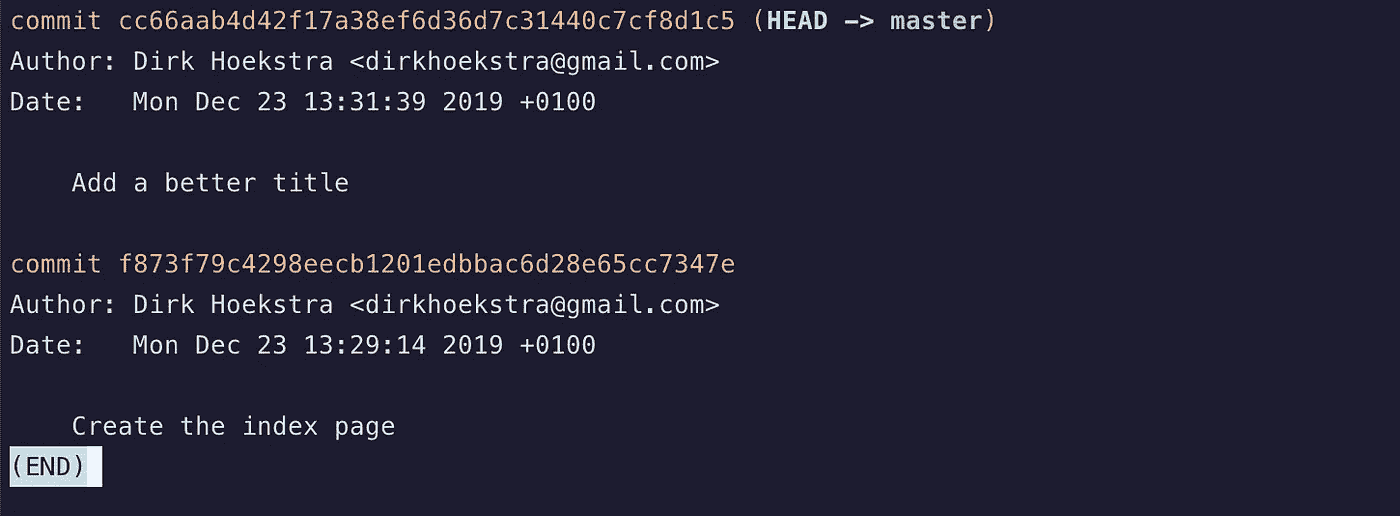 commit cc66aab4d42f17a38ef6d36d7c31440c7cf8d1c5 (HEAD -> master)
Author: Dirk Hoekstra <dirkhoekstra@gmail.com>
Date:   Mon Dec 23 13:31:39 2019 +0100
    Add a better title
commit f873f79c4298eecb1201edbbac6d28e65cc7347e
Author: Dirk Hoekstra <dirkhoekstra@gmail.com>
Date:   Mon Dec 23 13:29:14 2019 +0100
    Create the index page
(END)